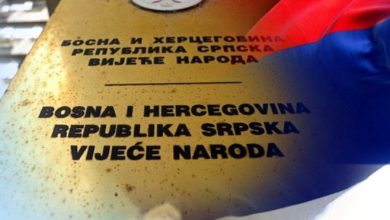 БОСНА И ХЕРЦЕГОВИНА
РЕПУБЛИКА СРПСКА
ВИЈЕЋЕ НАРОДА
BOSNA I HERCEGOVINA
REPUBLIKA SRPSKA
VIJEĆE NARODA